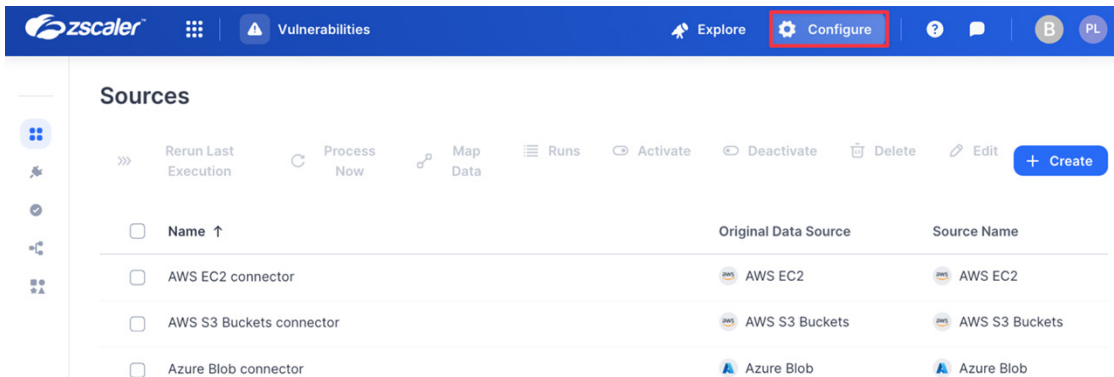 zscaler™ Vulnerabilities Explore Configure ? B PL
Sources
Rerun Last Execution Process Now Map Data Runs Activate Deactivate Delete Edit + Create
Name ↑ Original Data Source Source Name
AWS EC2 connector aws AWS EC2 aws AWS EC2
AWS S3 Buckets connector aws AWS S3 Buckets aws AWS S3 Buckets
Azure Blob connector Azure Blob Azure Blob